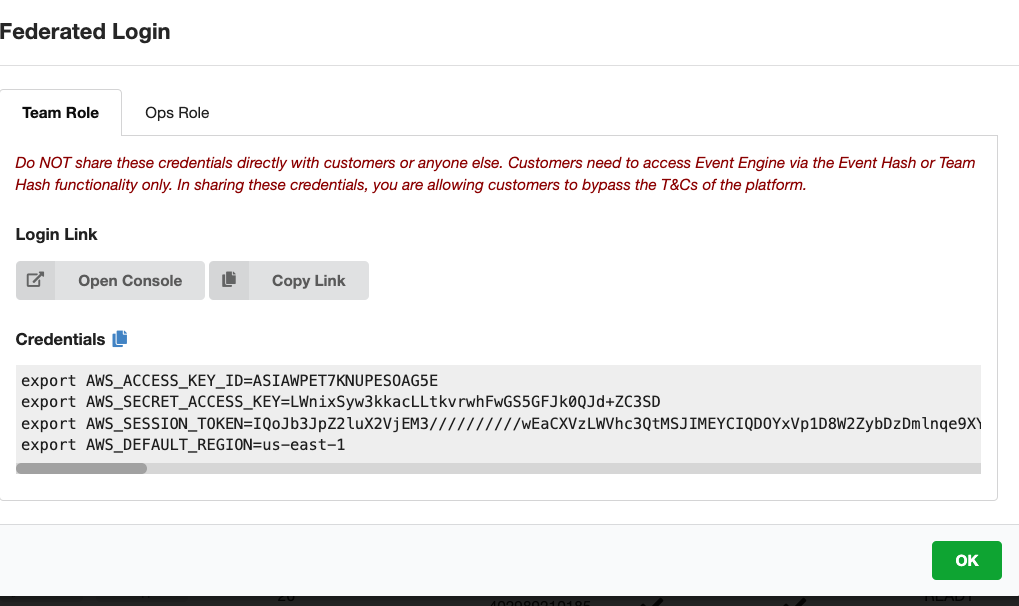 Federated Login
Team Role
Ops Role
Do NOT share these credentials directly with customers or anyone else. Customers need to access Event Engine via the Event Hash or Team
Hash functionality only. In sharing these credentials, you are allowing customers to bypass the T&Cs of the platform.
Login Link
Open Console
Copy Link
Credentials
export AWS_ACCESS_KEY_ID=ASIAWPET7KNUPESOAG5E
export AWS_SECRET_ACCESS_KEY=LWnixSyw3kkacLLtkvrwhFwGS5GFJk0QJd+ZC3SD
export AWS_SESSION_TOKEN=IQoJb3JpZ2luX2VjEM3//////////wEaCXVzLWVhc3QtMSJIMEYCIQDOYxVp1D8W2ZybDzDmlnqe9XY
export AWS_DEFAULT_REGION=us-east-1
OK